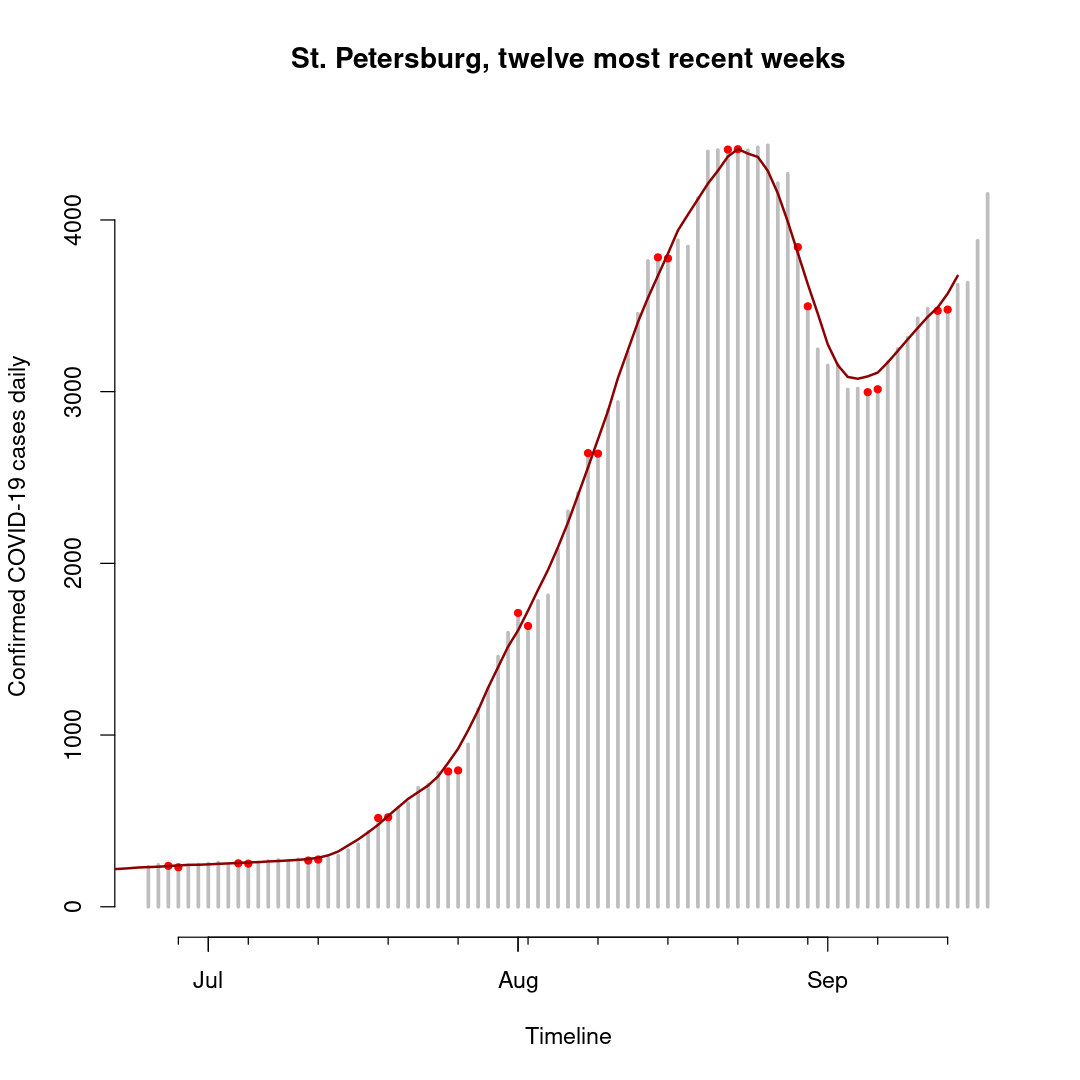 St. Petersburg, twelve most recent weeks
Confirmed COVID-19 cases daily
4000
3000
2000
1000
0
Jul Aug Sep
Timeline